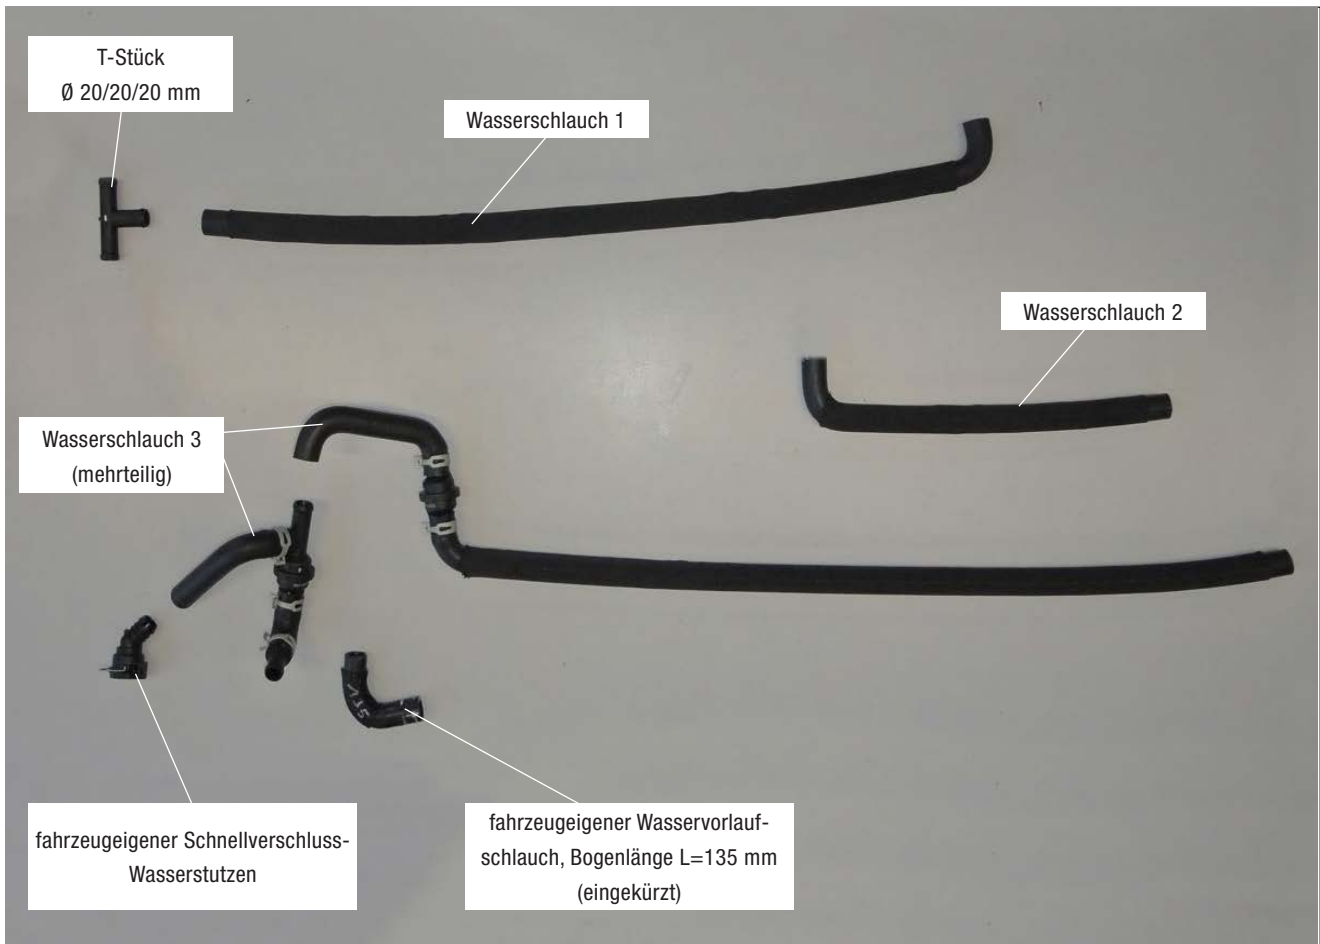 T-Stück
Ø 20/20/20 mm
Wasserschlauch 1
Wasserschlauch 2
Wasserschlauch 3
(mehrteilig)
135
fahrzeugeigener Schnellverschluss-
Wasserstutzen
fahrzeugeigener Wasservorlauf-
schlauch, Bogenlänge L=135 mm
(eingekürzt)